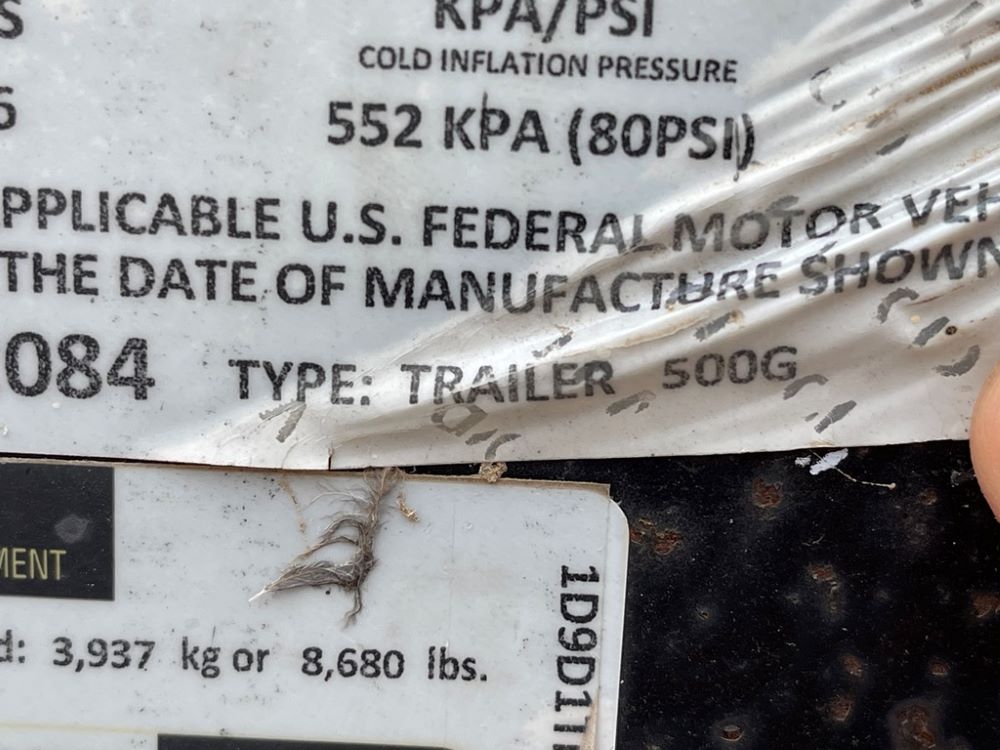 S KPA/PSI
COLD INFLATION PRESSURE
6 552 KPA (80PSI)
PPLICABLE U.S. FEDERAL MOTOR VEH
THE DATE OF MANUFACTURE SHOWN
084 TYPE: TRAILER 500G
MENT
d: 3,937 kg or 8,680 lbs.
1D9D11